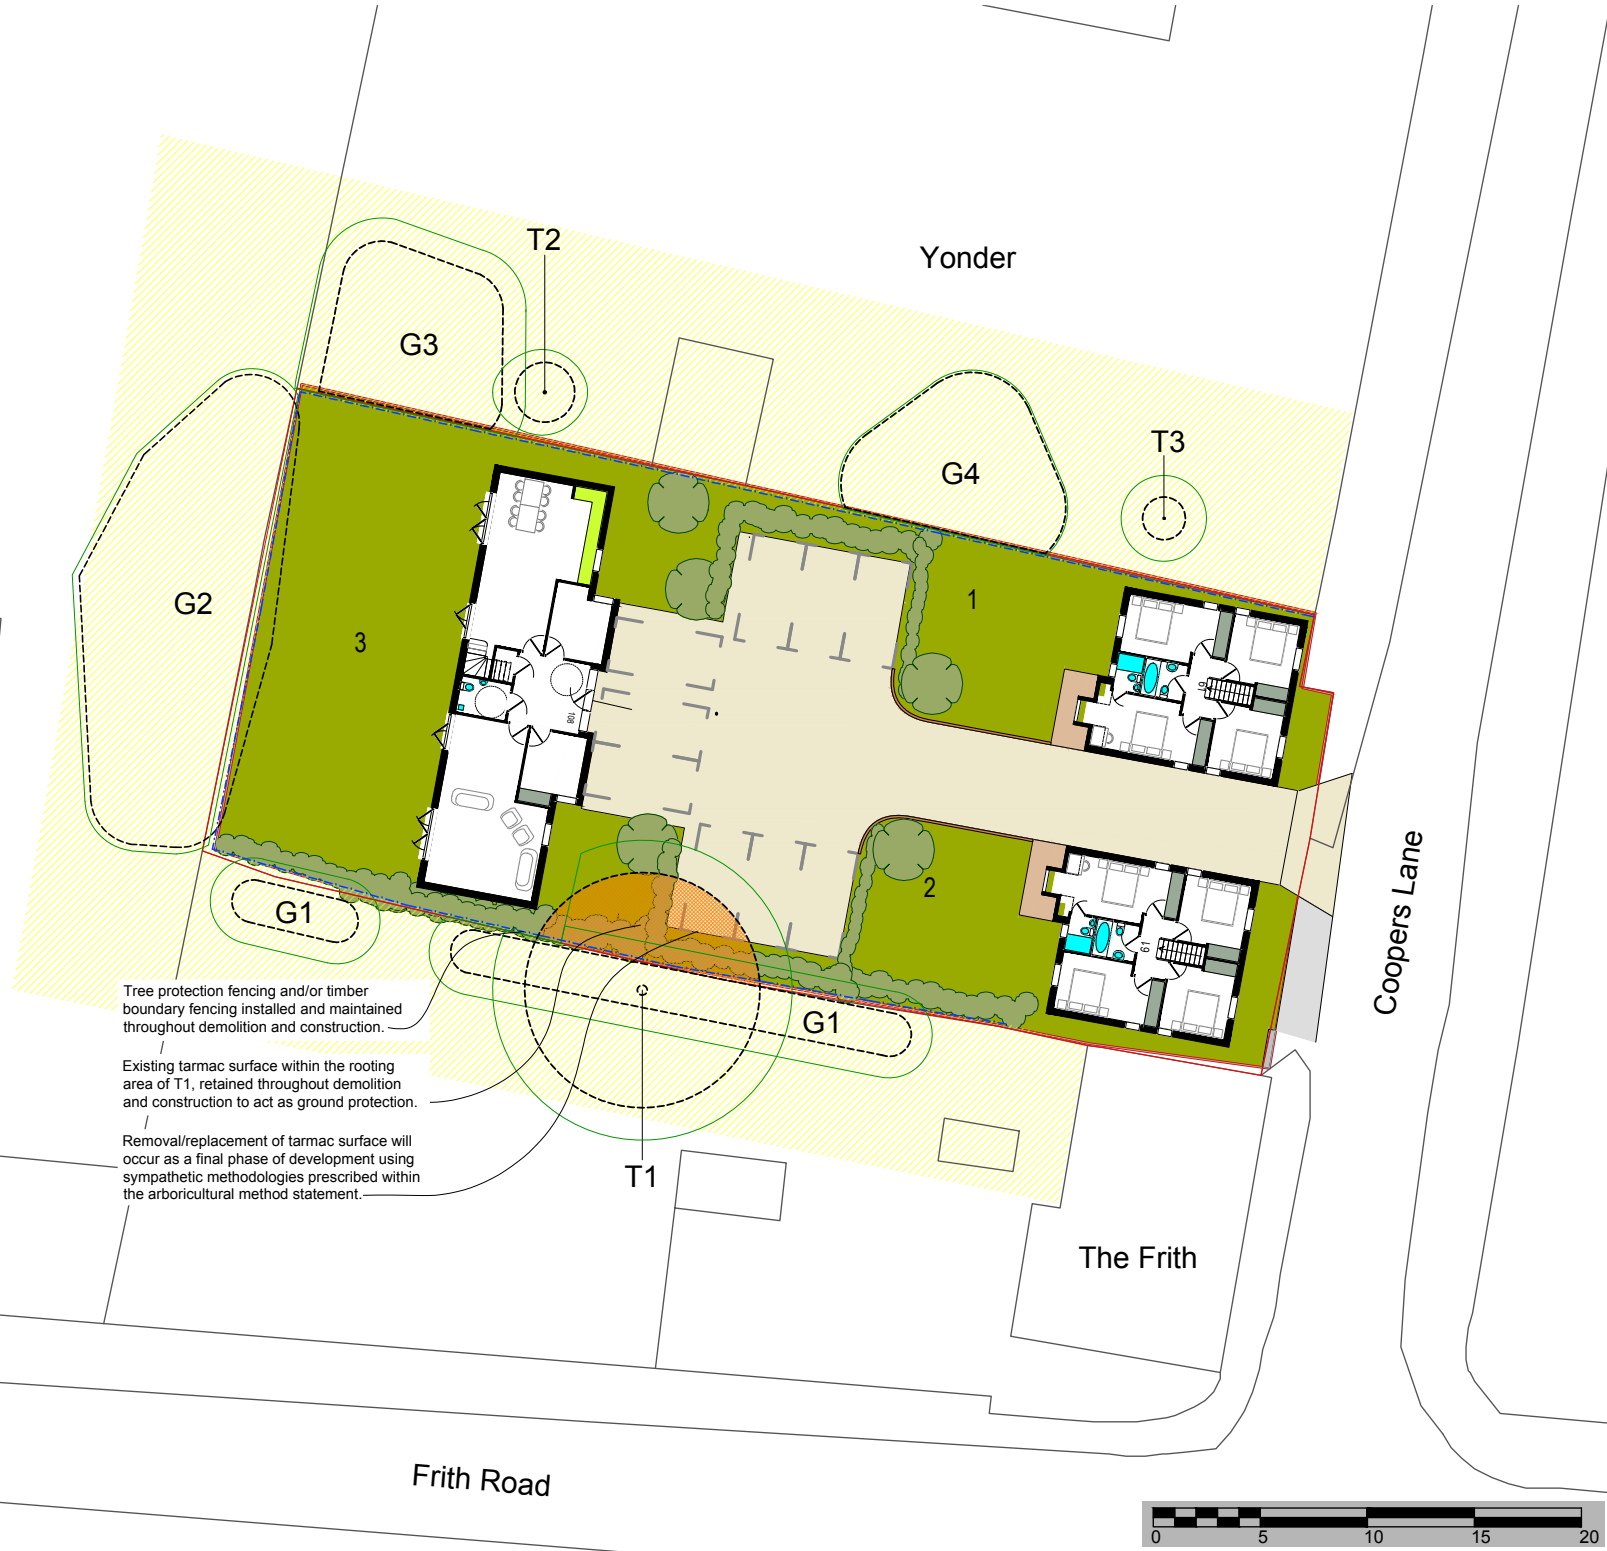 T2
Yonder
G3
T3
G4
G2
1
3
19
108
2
61
Coopers Lane
G1
G1
Tree protection fencing and/or timber
boundary fencing installed and maintained
throughout demolition and construction.
Existing tarmac surface within the rooting
area of T1, retained throughout demolition
and construction to act as ground protection.
Removal/replacement of tarmac surface will
occur as a final phase of development using
sympathetic methodologies prescribed within
the arboricultural method statement.
T1
The Frith
Frith Road
0 5 10 15 20